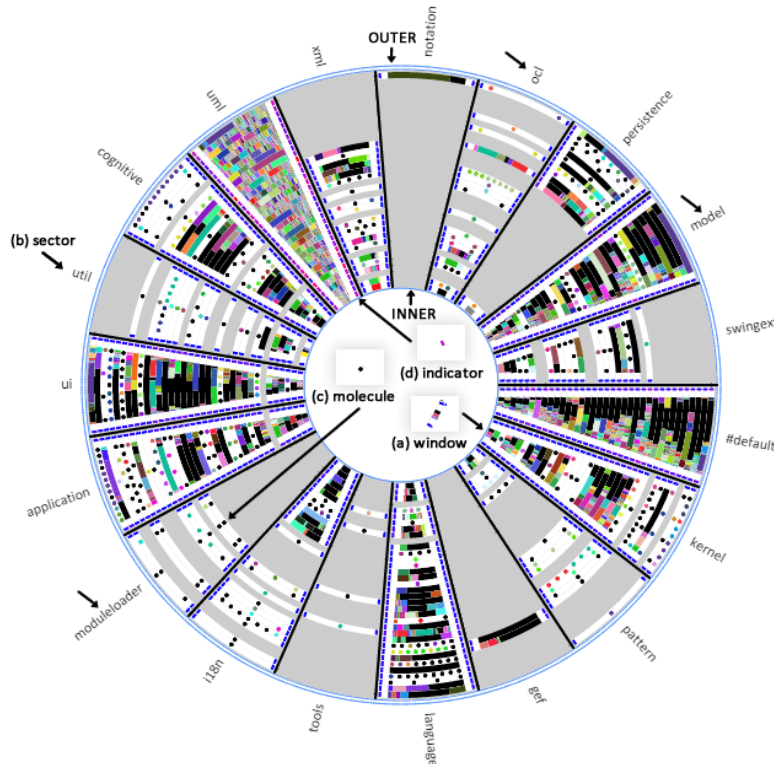 OUTER
notation
ocl
persistence
model
swingext
#default
kernel
pattern
gef
language
tools
i18n
moduleloader
application
ui
util
(b) sector
cognitive
uml
xml
INNER
(d) indicator
(c) molecule
(a) window